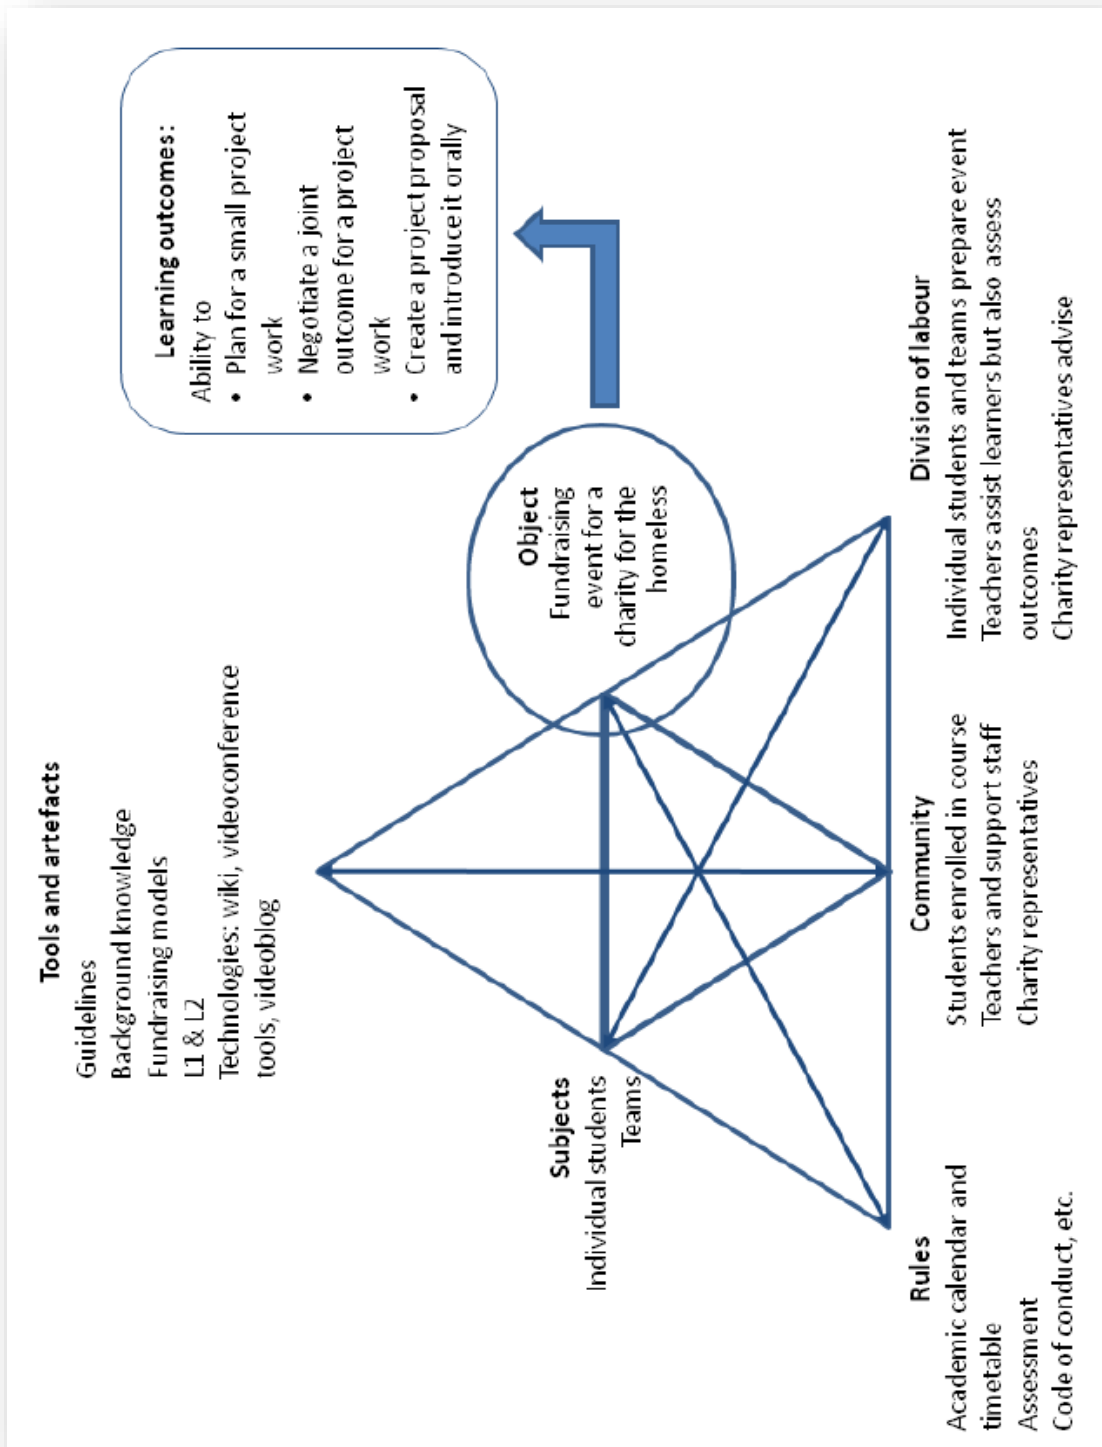 Tools and artefacts
Guidelines
Background knowledge
Fundraising models
L1 & L2
Technologies: wiki, videoconference
tools, videoblog
Learning outcomes:
Ability to
• Plan for a small project
work
• Negotiate a joint
outcome for a project
work
• Create a project proposal
and introduce it orally
Subjects
Individual students
Teams
Object
Fundraising
event for a
charity for the
homeless
Rules
Academic calendar and
timetable
Assessment
Code of conduct, etc.
Community
Students enrolled in course
Teachers and support staff
Charity representatives
Division of labour
Individual students and teams prepare event
Teachers assist learners but also assess
outcomes
Charity representatives advise